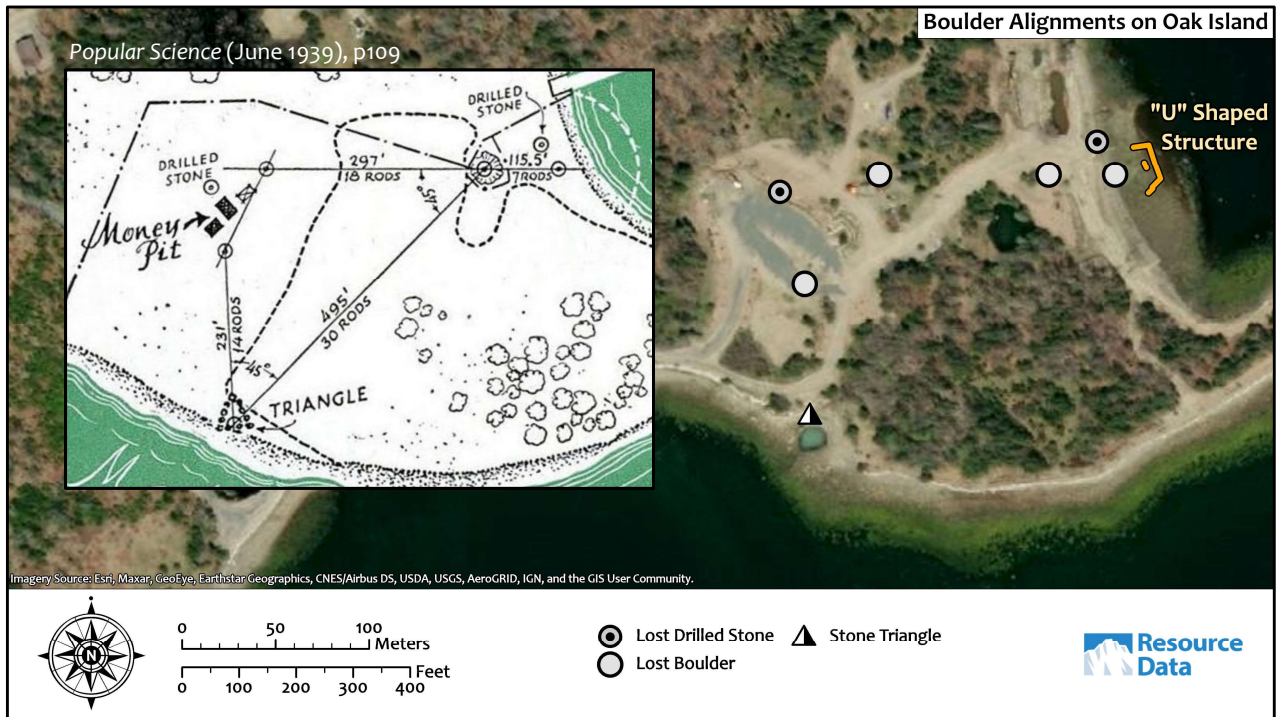 Boulder Alignments on Oak Island
Popular Science (June 1939), p109
DRILLED
STONE
DRILLED
STONE
297'
18 RODS
115.5'
7 RODS
45°
Money
Pit
231'
14 RODS
495'
30 RODS
45°
TRIANGLE
"U" Shaped
Structure
Imagery Source: Esri, Maxar, GeoEye, Earthstar Geographics, CNES/Airbus DS, USDA, USGS, AeroGRID, IGN, and the GIS User Community.
N
0 50 100
Meters
Feet
0 100 200 300 400
Lost Drilled Stone
Stone Triangle
Lost Boulder
Resource
Data